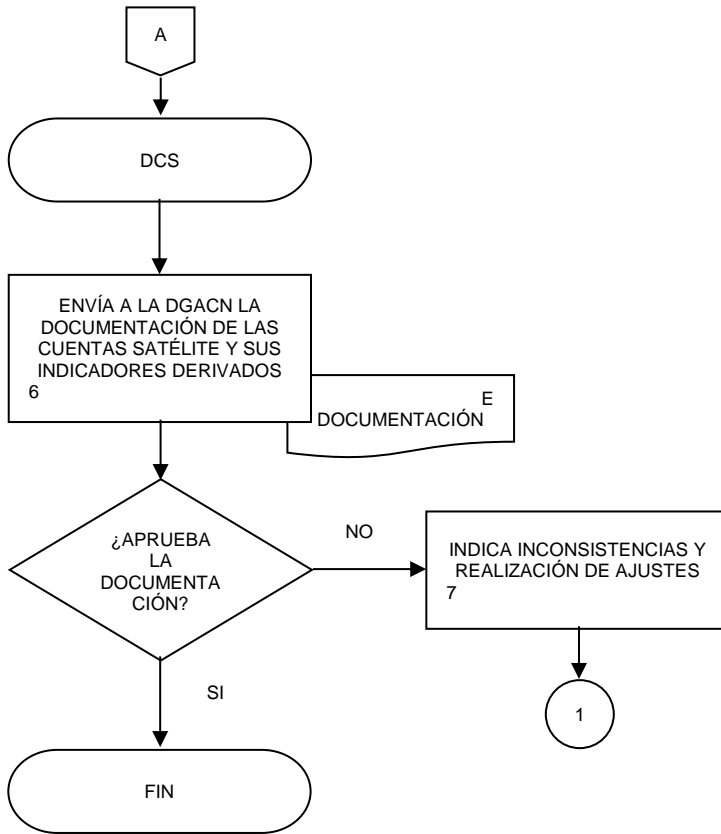 A
DCS
ENVÍA A LA DGACN LA
DOCUMENTACIÓN DE LAS
CUENTAS SATÉLITE Y SUS
INDICADORES DERIVADOS
6
E
DOCUMENTACIÓN
¿APRUEBA
LA
DOCUMENTA
CIÓN?
NO
INDICA INCONSISTENCIAS Y
REALIZACIÓN DE AJUSTES
7
SI
1
FIN